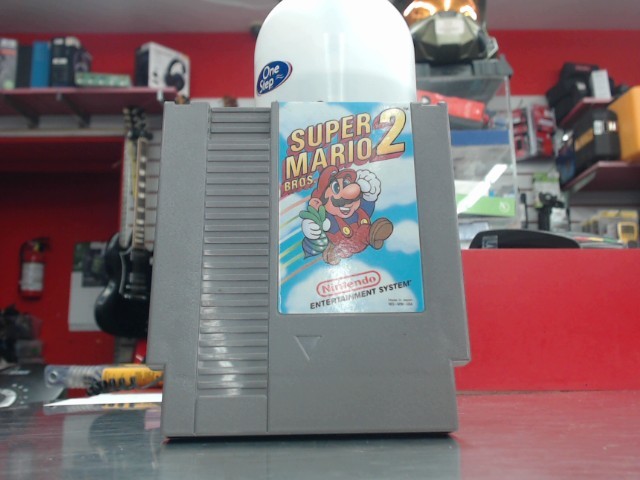 One
Step
SUPER
MARIO 2
BROS
Nintendo
ENTERTAINMENT SYSTEM